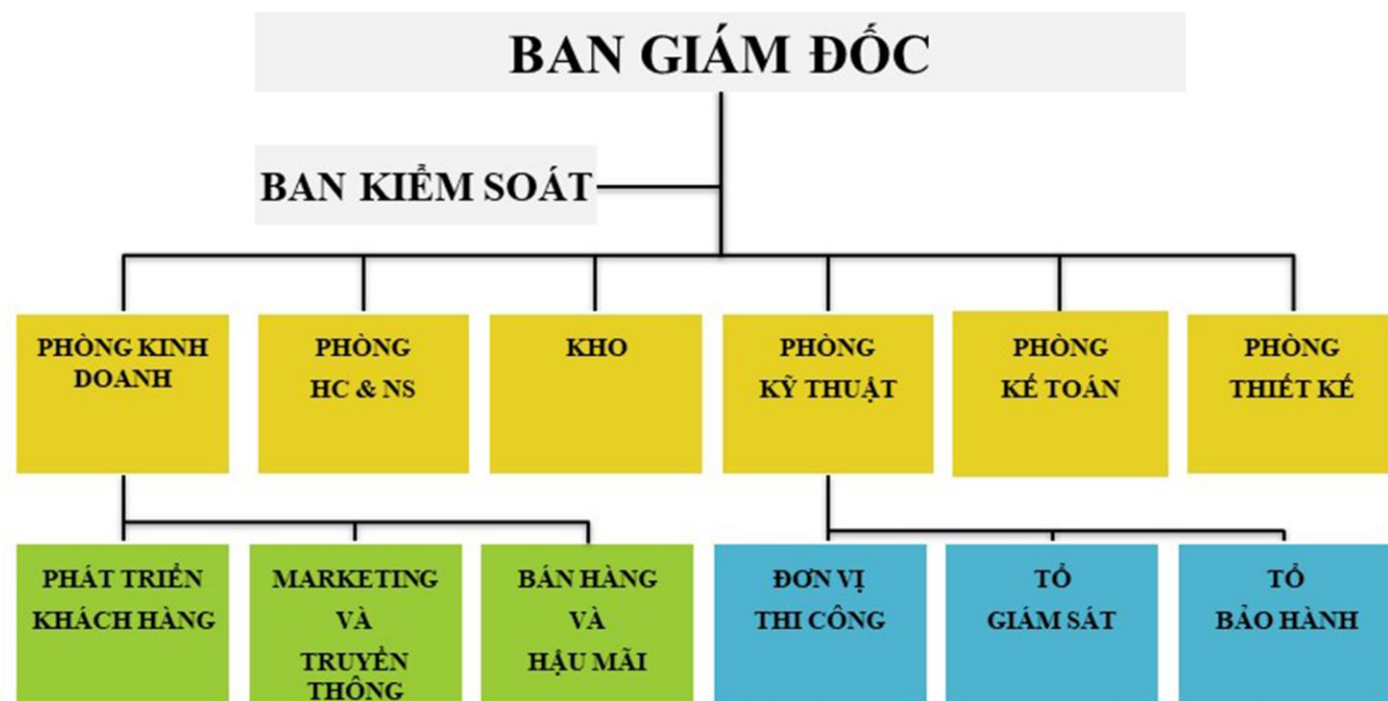 BAN GIÁM ĐỐC
BAN KIỂM SOÁT
PHÒNG KINH
DOANH
PHÒNG
HC & NS
KHO
PHÒNG
KỸ THUẬT
PHÒNG
KẾ TOÁN
PHÒNG
THIẾT KẾ
PHÁT TRIỂN
KHÁCH HÀNG
MARKETING
VÀ
TRUYỀN
THÔNG
BÁN HÀNG
VÀ
HẬU MÃI
ĐƠN VỊ
THI CÔNG
TỔ
GIÁM SÁT
TỔ
BẢO HÀNH